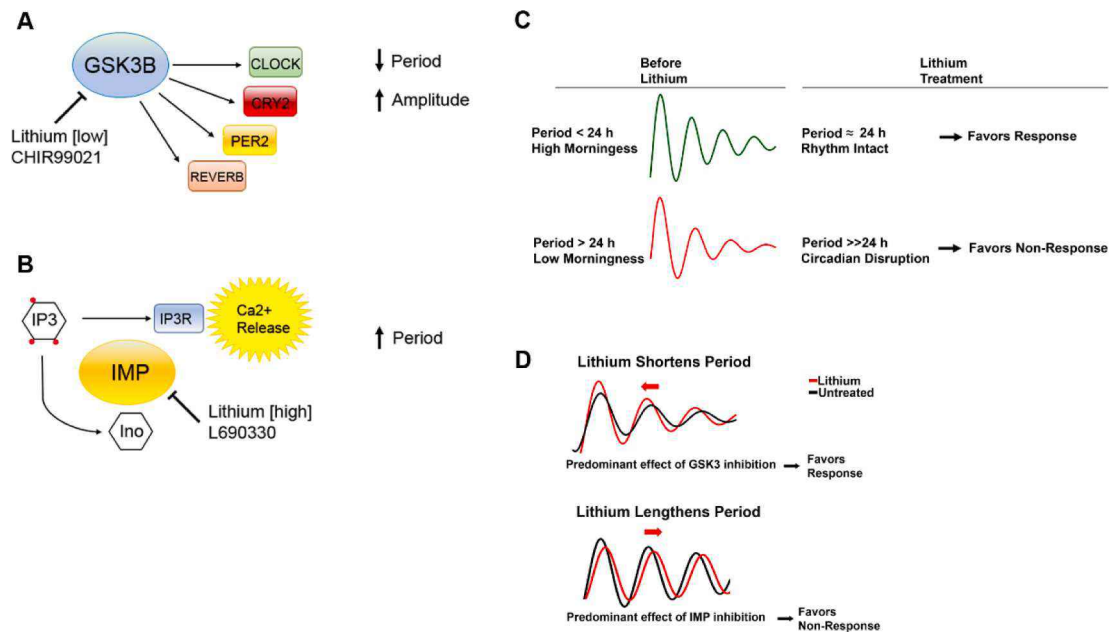 A
GSK3B
CLOCK
CRY2
PER2
REVERB
Lithium [low]
CHIR99021
↓ Period
↑ Amplitude
B
IP3
IP3R
Ca2+
Release
IMP
Ino
Lithium [high]
L690330
↑ Period
C
Before
Lithium
Lithium
Treatment
Period < 24 h
High Morningess
Period ≈ 24 h
Rhythm Intact
Favors Response
Period > 24 h
Low Morningness
Period >>24 h
Circadian Disruption
Favors Non-Response
D
Lithium Shortens Period
Lithium
Untreated
Predominant effect of GSK3 inhibition
Favors
Response
Lithium Lengthens Period
Predominant effect of IMP inhibition
Favors
Non-Response